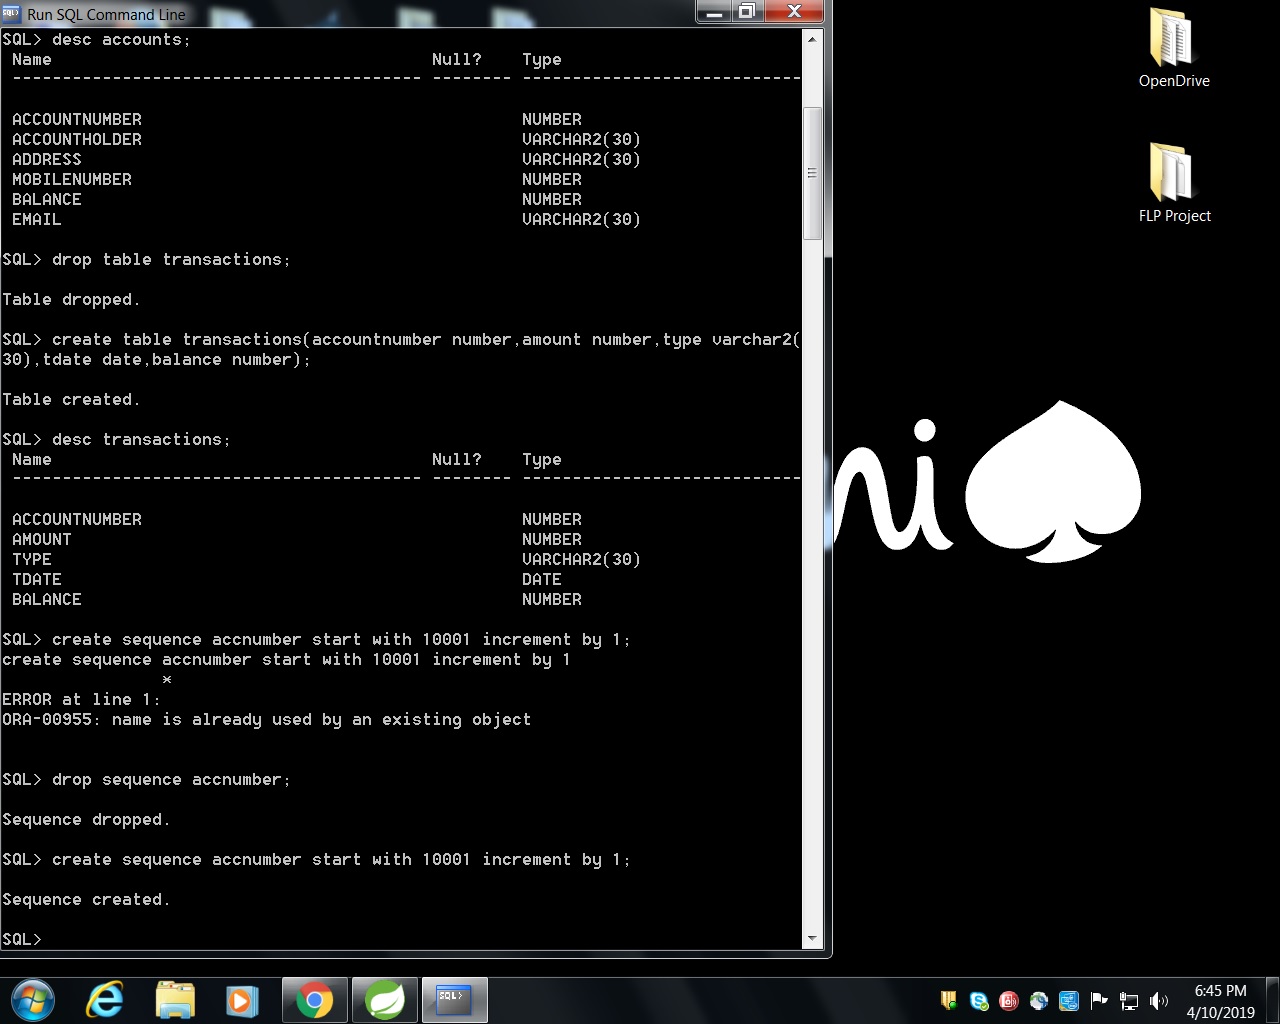 Run SQL Command Line
SQL> desc accounts;
Name Null? Type
----------------------------------------- -------- ----------------------------
ACCOUNTNUMBER NUMBER
ACCOUNTHOLDER VARCHAR2(30)
ADDRESS VARCHAR2(30)
MOBILENUMBER NUMBER
BALANCE NUMBER
EMAIL VARCHAR2(30)
SQL> drop table transactions;
Table dropped.
SQL> create table transactions(accountnumber number,amount number,type varchar2(
30),tdate date,balance number);
Table created.
SQL> desc transactions;
Name Null? Type
----------------------------------------- -------- ----------------------------
ACCOUNTNUMBER NUMBER
AMOUNT NUMBER
TYPE VARCHAR2(30)
TDATE DATE
BALANCE NUMBER
SQL> create sequence accnumber start with 10001 increment by 1;
create sequence accnumber start with 10001 increment by 1
*
ERROR at line 1:
ORA-00955: name is already used by an existing object
SQL> drop sequence accnumber;
Sequence dropped.
SQL> create sequence accnumber start with 10001 increment by 1;
Sequence created.
SQL>
OpenDrive
FLP Project
ni
SQL>
6:45 PM
4/10/2019